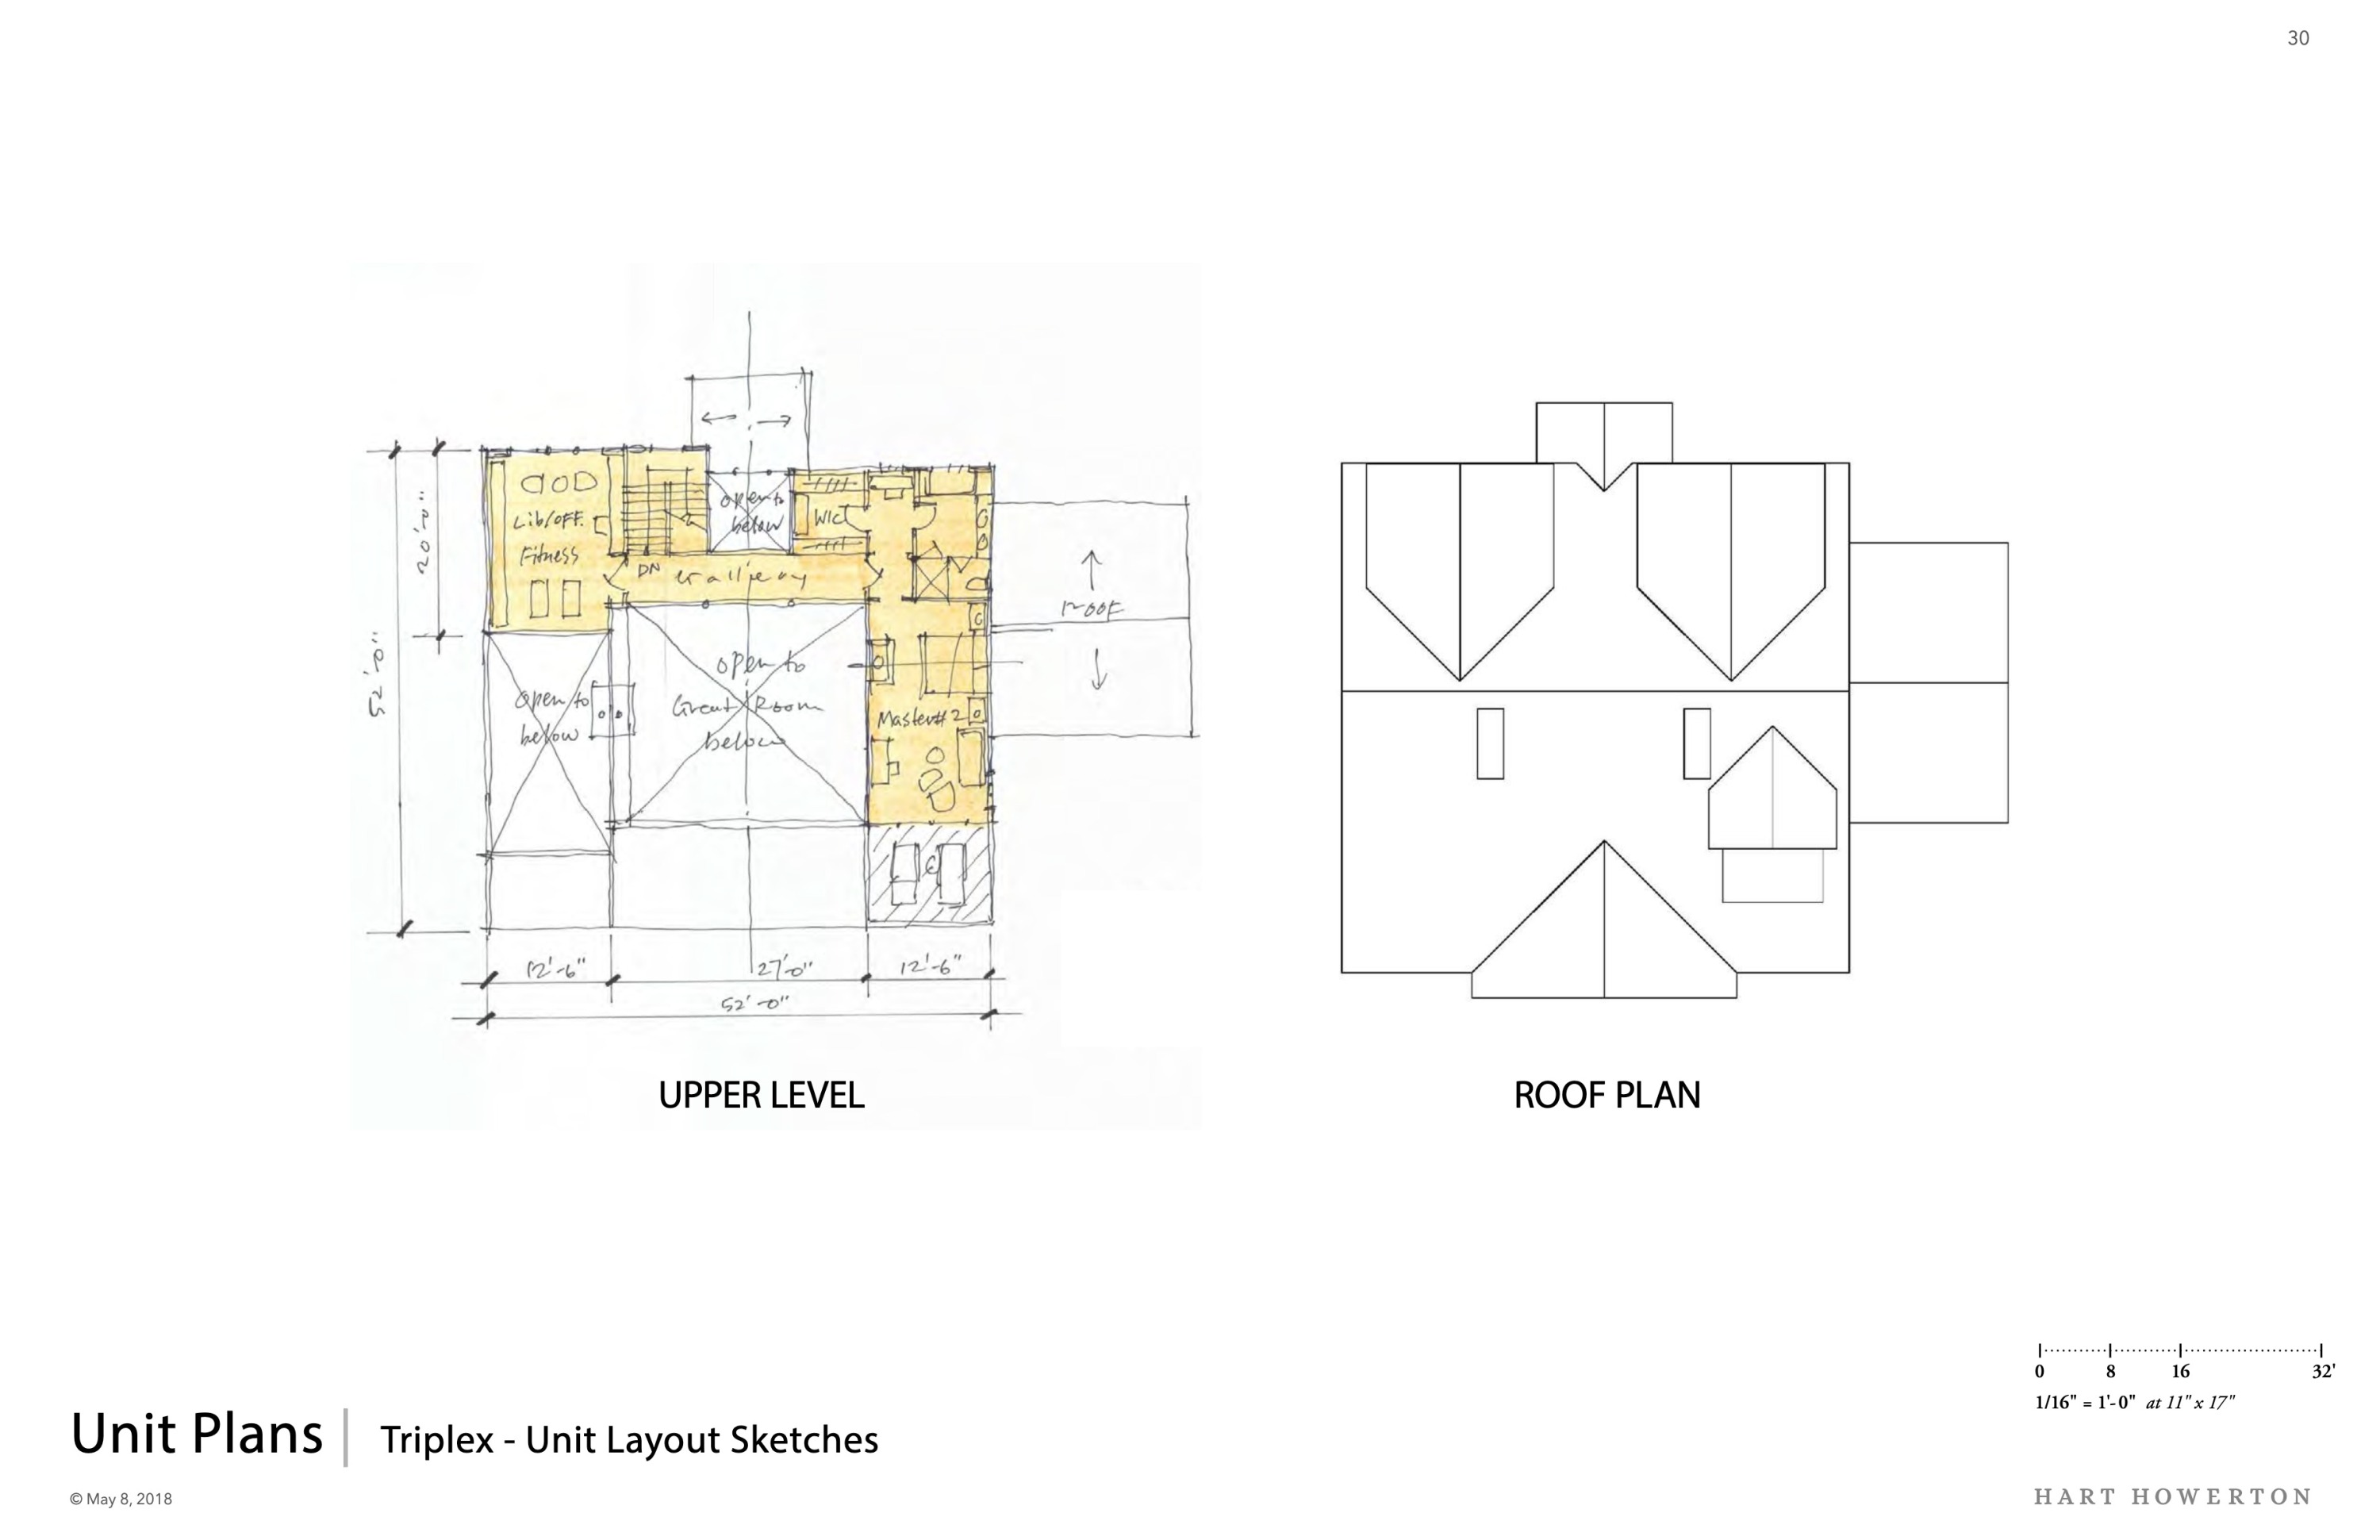 30
open to
below
Lib/OFF.
Fitness
WIC
DN
Gallery
20'-0"
52'-0"
ROOF
open to
below
open to
Great Room
below
Master#2
12'-6"
27'-0"
12'-6"
52'-0"
UPPER LEVEL
ROOF PLAN
0 8 16 32'
1/16" = 1'-0" at 11" x 17"
Unit Plans
Triplex - Unit Layout Sketches
© May 8, 2018
HART HOWERTON